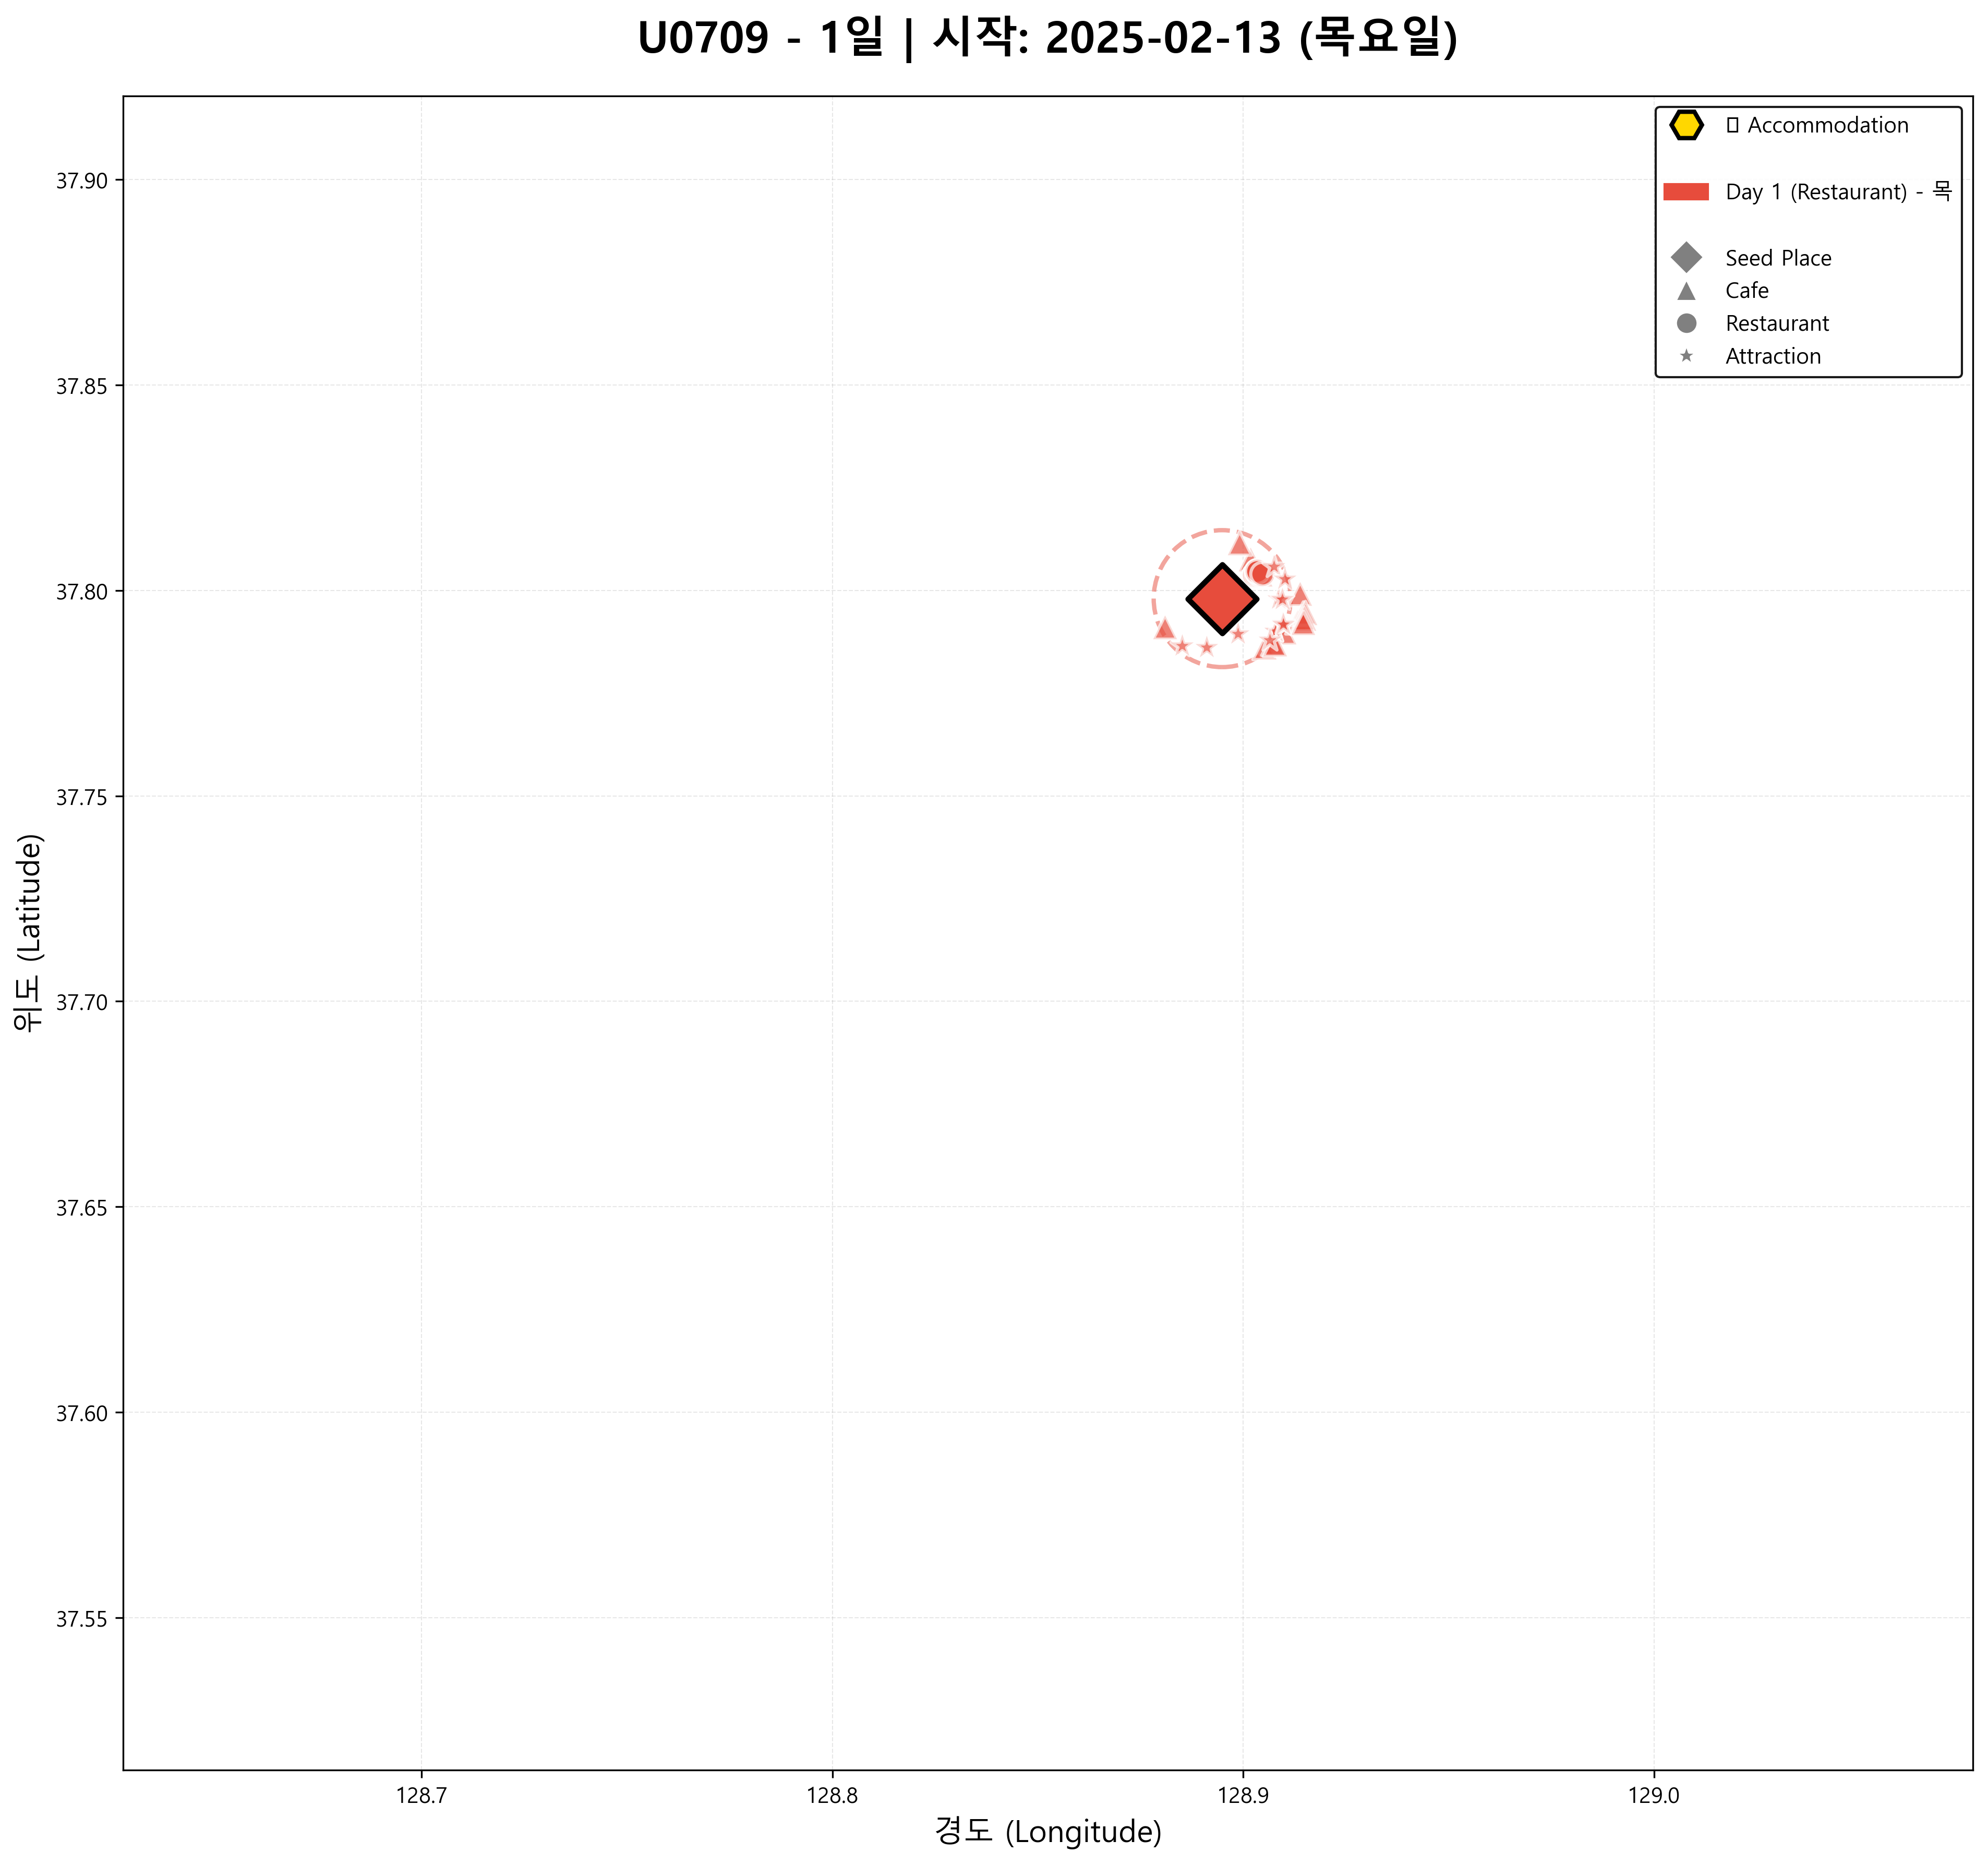 U0709 - 1일 | 시작: 2025-02-13 (목요일)
▯ Accommodation
Day 1 (Restaurant) - 목
Seed Place
Cafe
Restaurant
Attraction
37.90
37.85
37.80
37.75
37.70
37.65
37.60
37.55
위도 (Latitude)
128.7
128.8
128.9
129.0
경도 (Longitude)